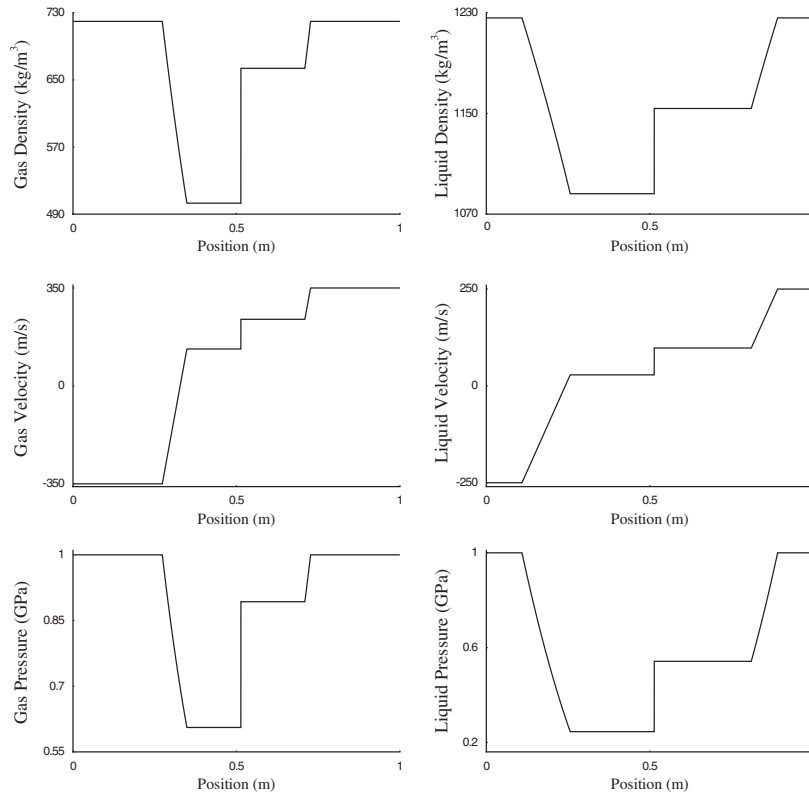 730
650
570
490
Gas Density (kg/m³)
0
0.5
1
Position (m)
1230
1150
1070
Liquid Density (kg/m³)
0
0.5
Position (m)
350
0
-350
Gas Velocity (m/s)
0
0.5
1
Position (m)
250
0
-250
Liquid Velocity (m/s)
0
0.5
Position (m)
1
0.85
0.7
0.55
Gas Pressure (GPa)
0
0.5
1
Position (m)
1
0.6
0.2
Liquid Pressure (GPa)
0
0.5
Position (m)